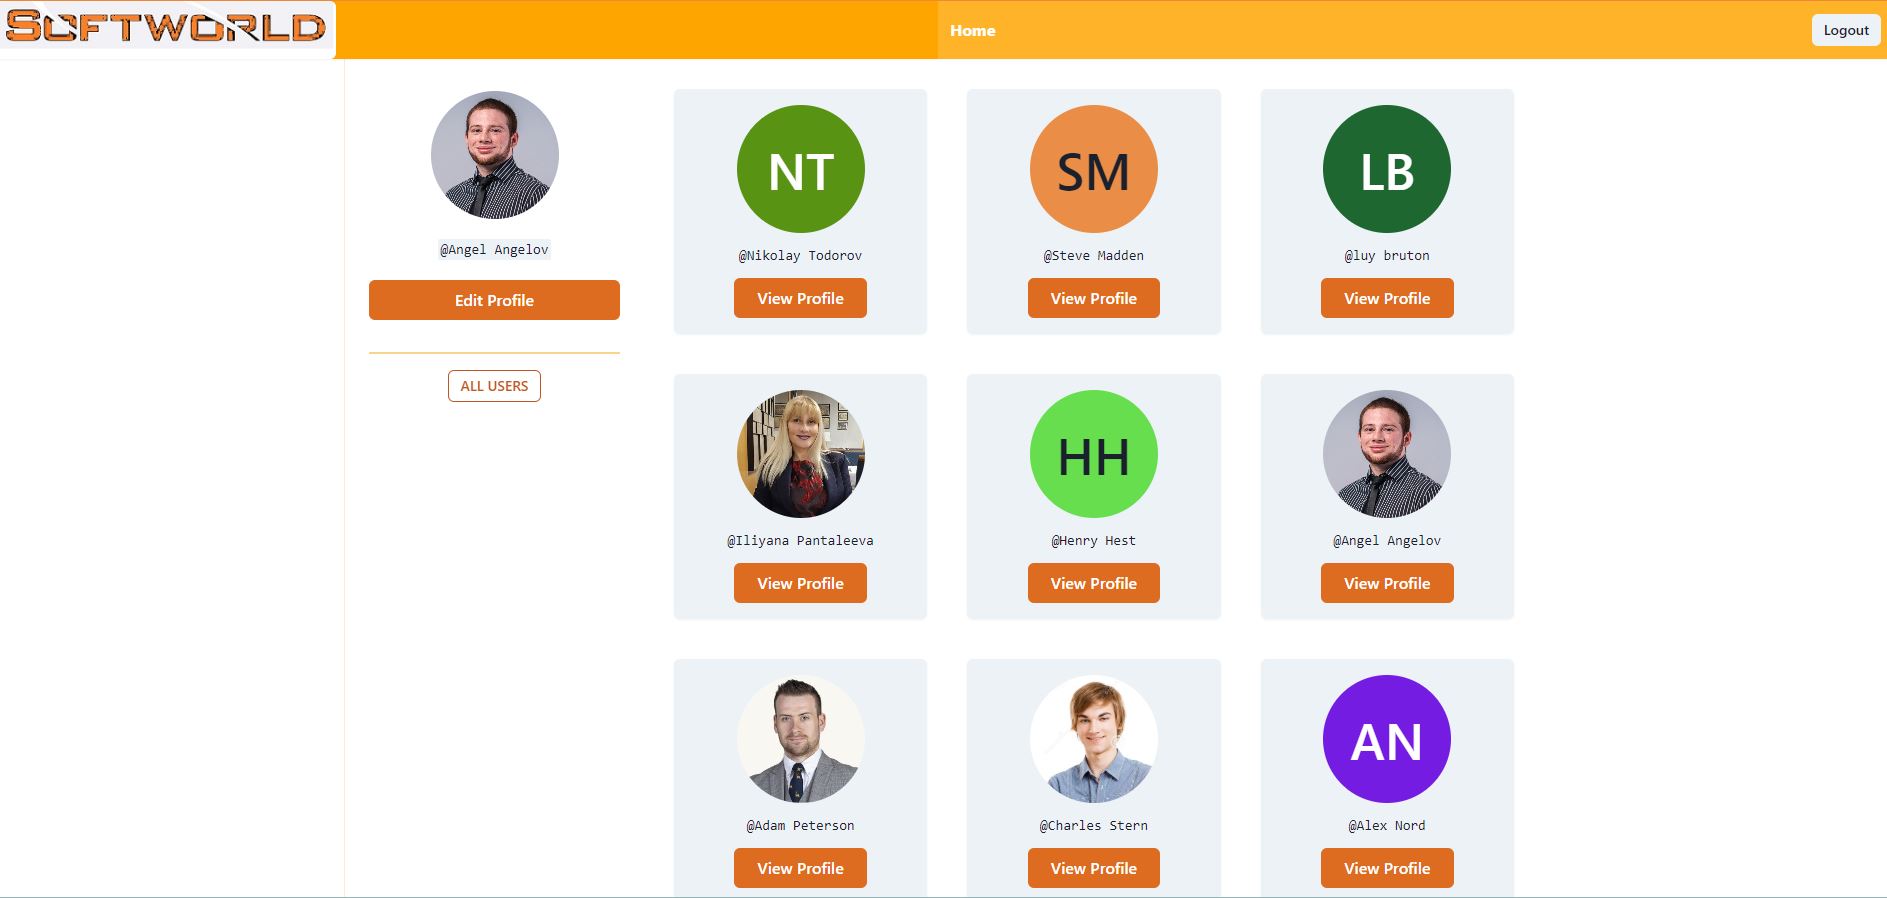 SOFTWORLD
Home
Logout
@Angel Angelov
Edit Profile
ALL USERS
NT
SM
LB
@Nikolay Todorov
@Steve Madden
@luy bruton
View Profile
View Profile
View Profile
HH
@Iliyana Pantaleeva
@Henry Hest
@Angel Angelov
View Profile
View Profile
View Profile
AN
@Adam Peterson
@Charles Stern
@Alex Nord
View Profile
View Profile
View Profile